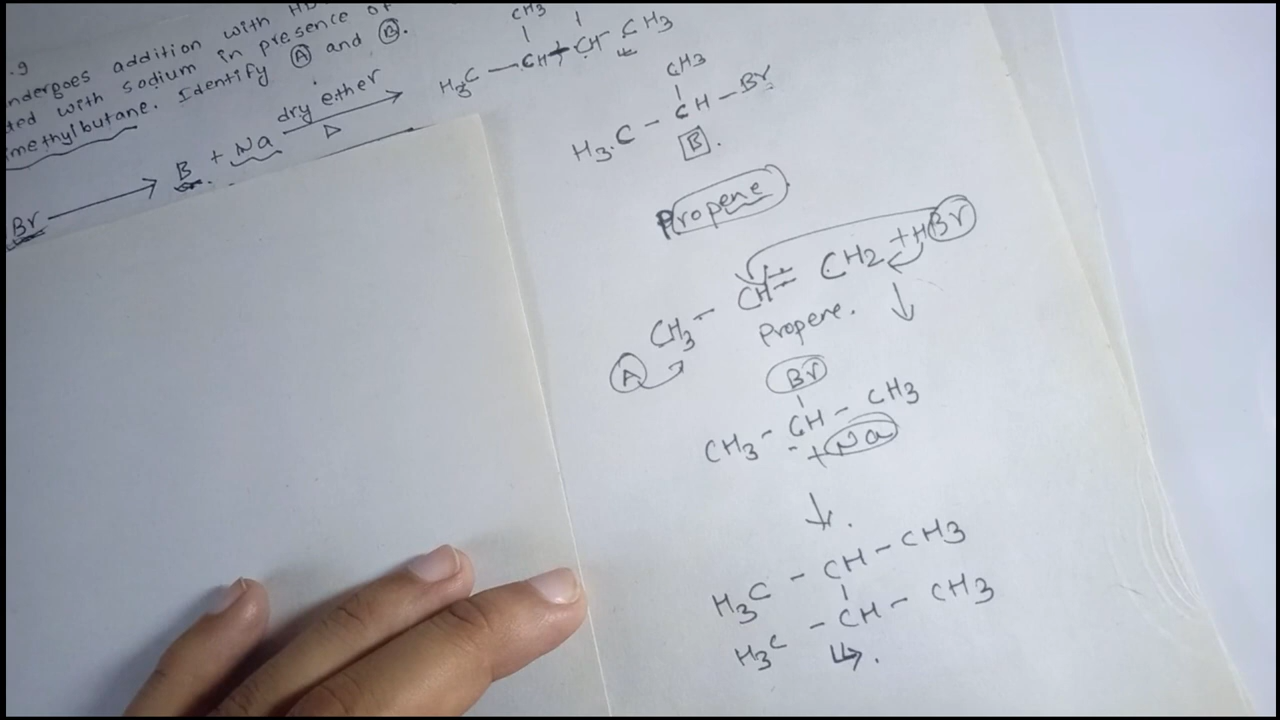 .9
ndergoes addition with HB
ted with sodium in presence of
methylbutane. Identify Ⓐ and Ⓑ.
Br ⟶ B + Na dry ether Δ ⟶
CH3
H3C — CH + CH - CH3
CH3
H3C - CH - Br
B.
Propene
CH3 - CH = CH2 + HBr
A
Propene.
Br
CH3 - CH - CH3
+ Na
H3C - CH - CH3
H3C - CH - CH3